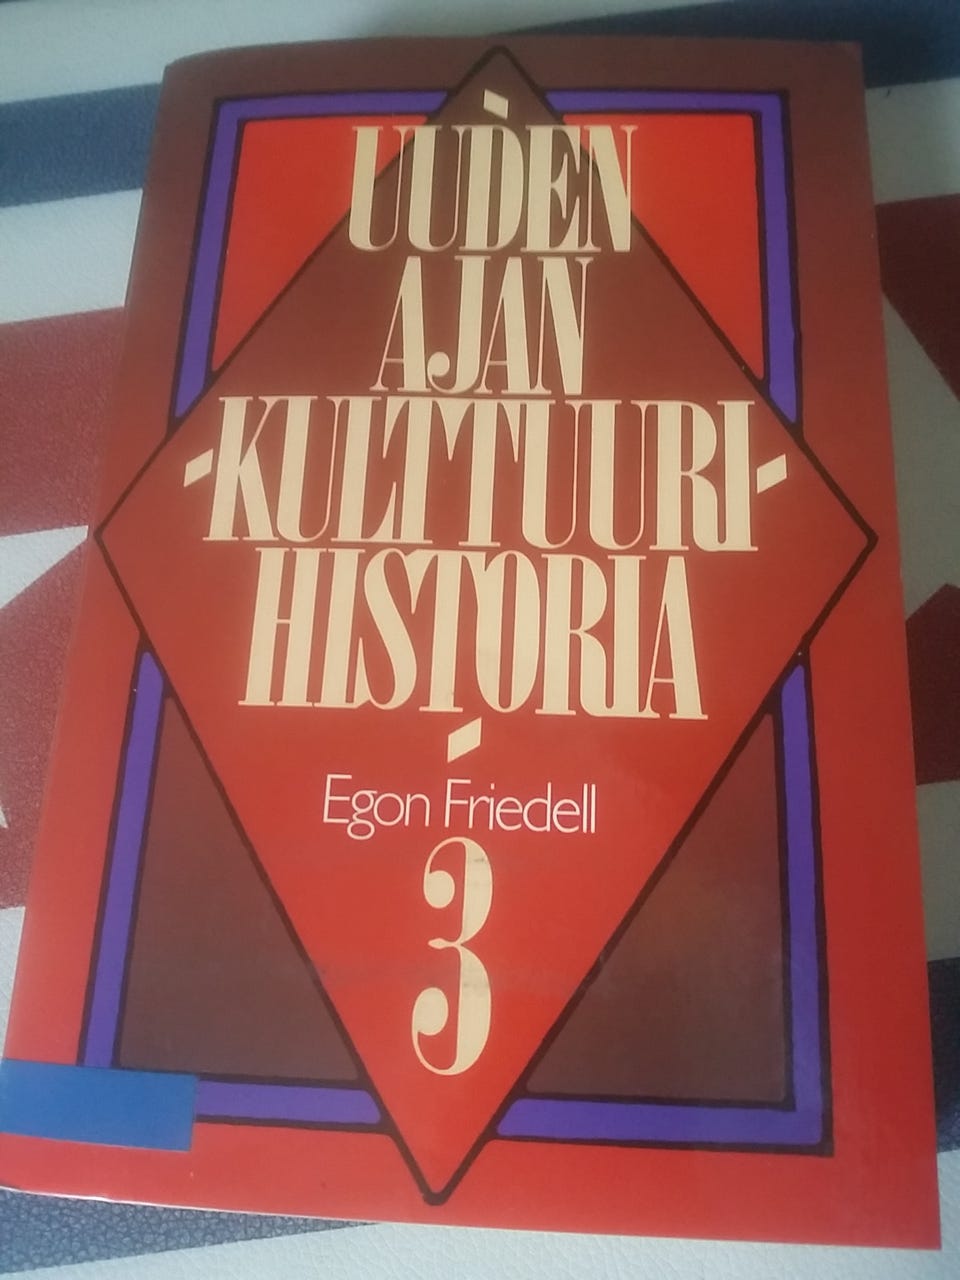 UUDEN
AJAN
-KULTTUURI-
HISTORIA
Egon Friedell
3